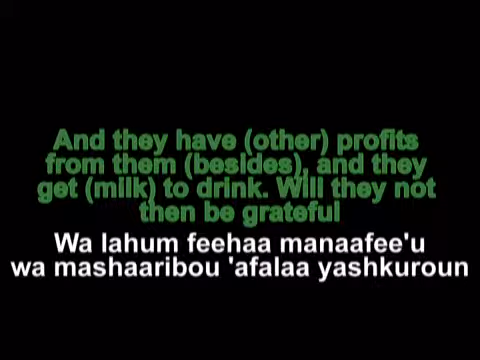 And they have (other) profits
from them (besides), and they
get (milk) to drink. Will they not
then be grateful
Wa lahum feehaa manaafee'u
wa mashaaribou 'afalaa yashkuroun